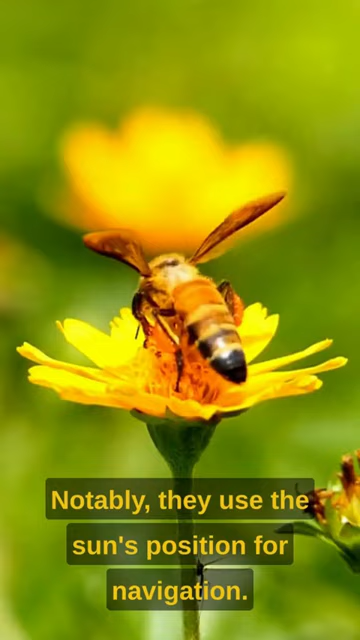 Notably, they use the
sun's position for
navigation.